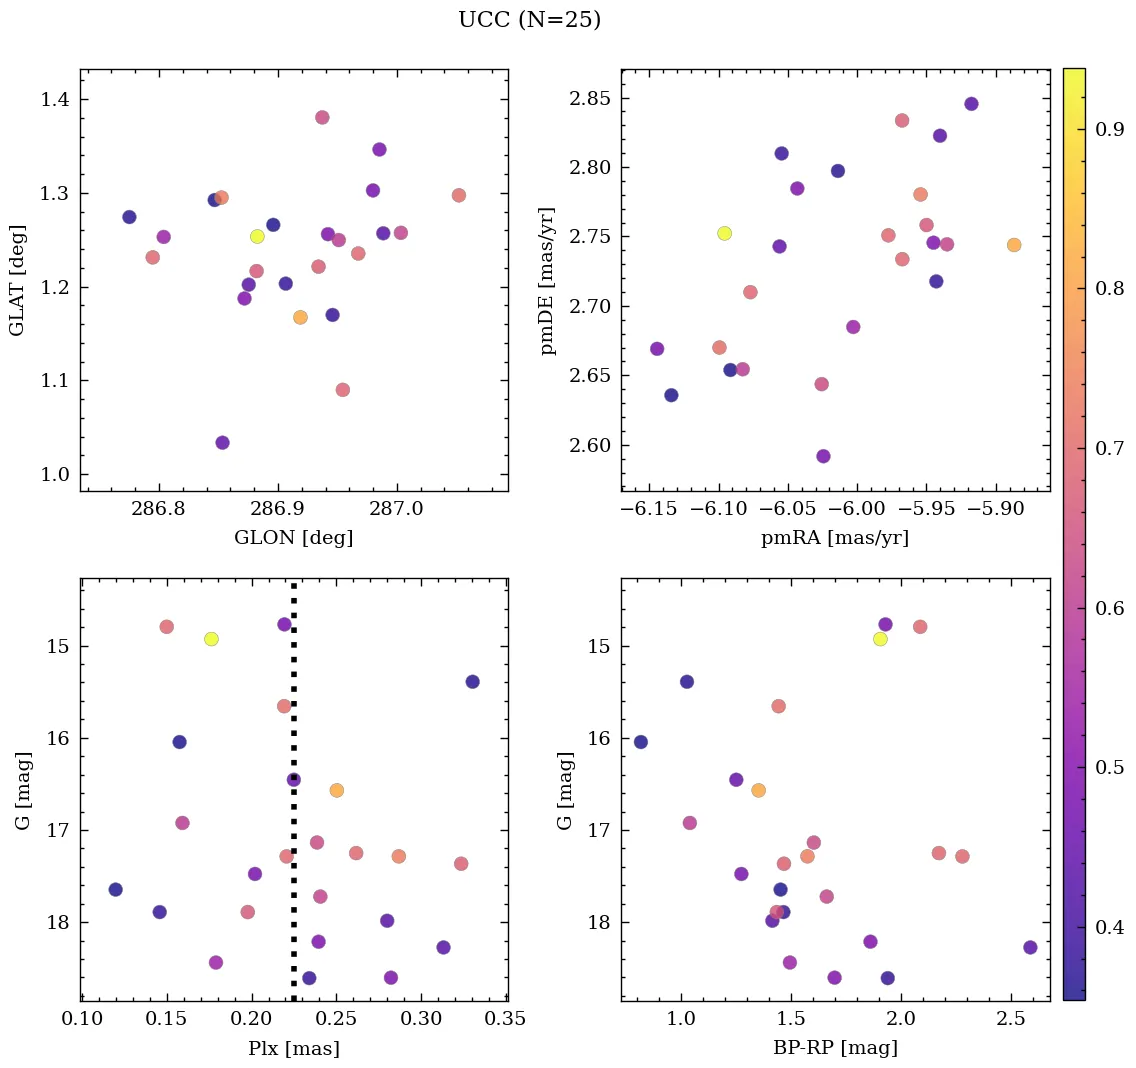 UCC (N=25)
1.4
1.3
1.2
1.1
1.0
GLAT [deg]
286.8 286.9 287.0
GLON [deg]
2.85
2.80
2.75
2.70
2.65
2.60
pmDE [mas/yr]
−6.15 −6.10 −6.05 −6.00 −5.95 −5.90
pmRA [mas/yr]
15
16
17
18
G [mag]
0.10 0.15 0.20 0.25 0.30 0.35
Plx [mas]
15
16
17
18
G [mag]
1.0 1.5 2.0 2.5
BP-RP [mag]
0.9
0.8
0.7
0.6
0.5
0.4